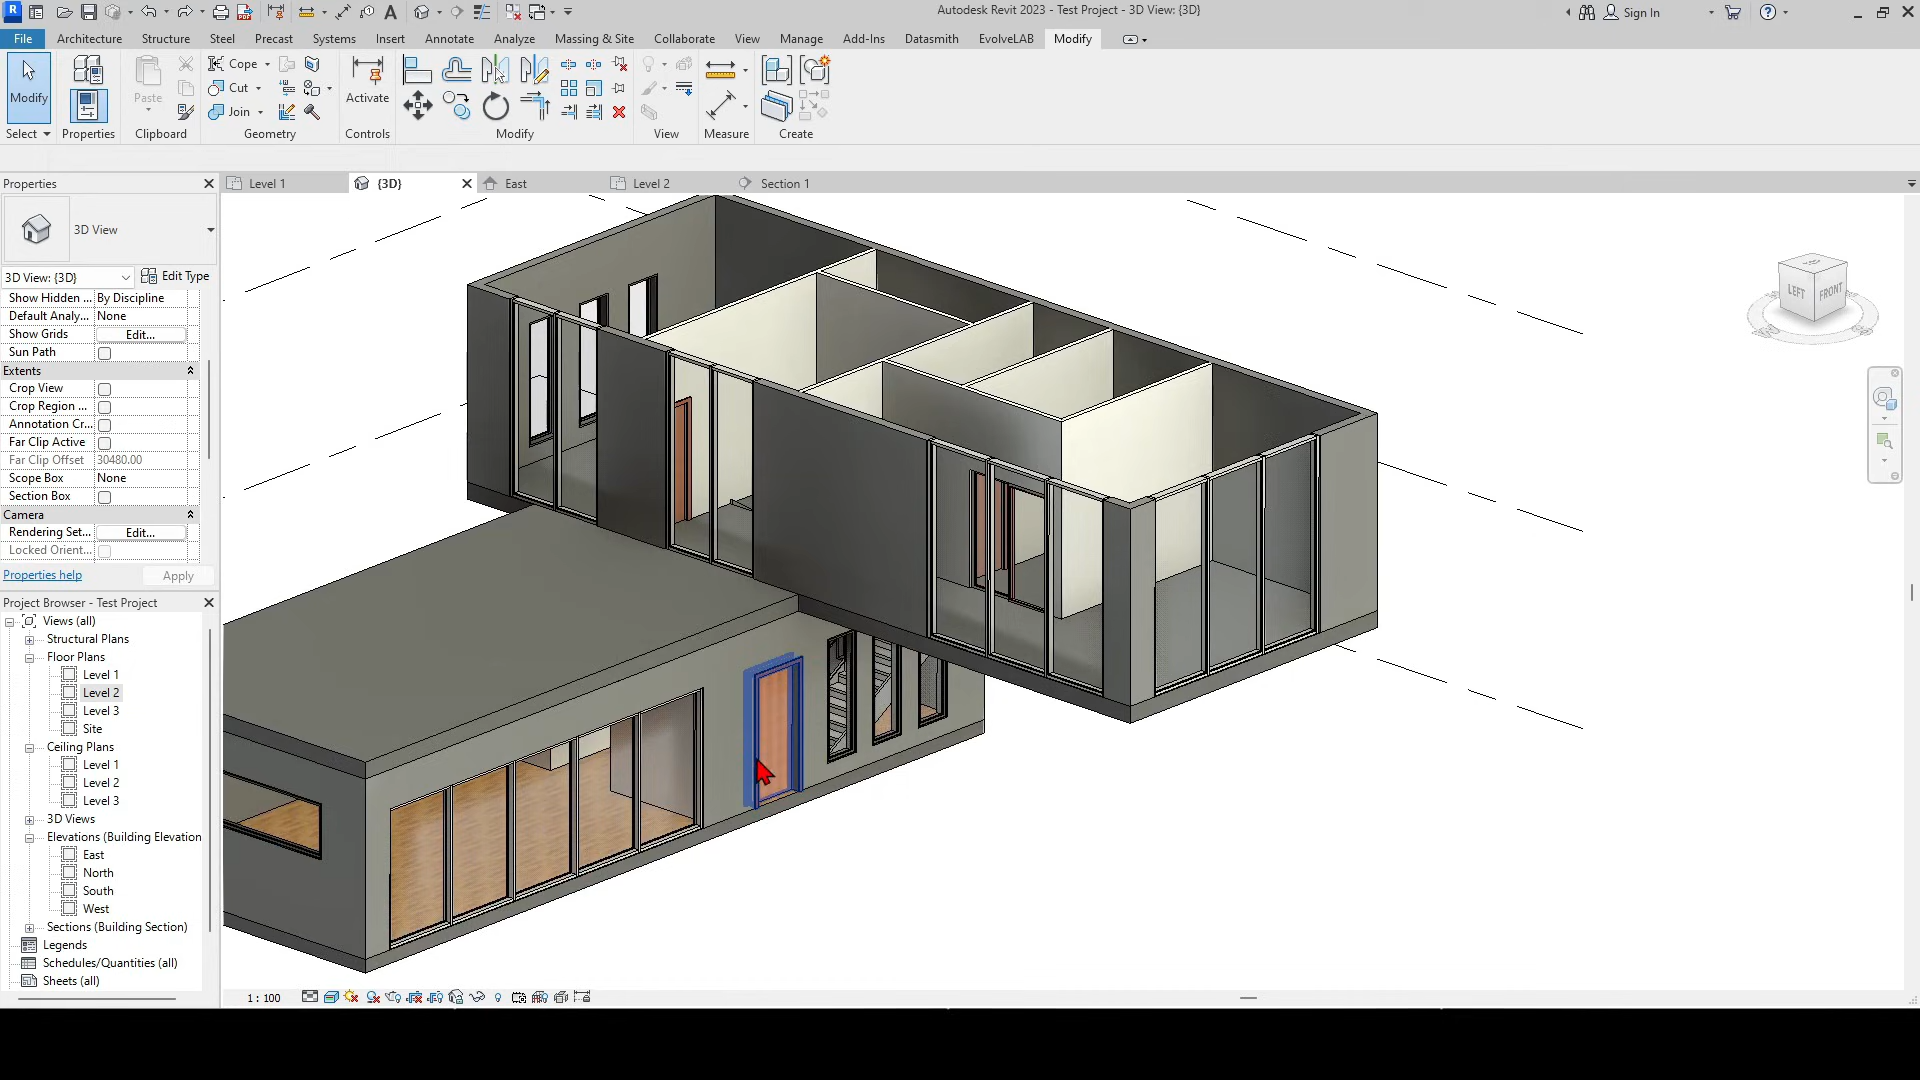 Autodesk Revit 2023 - Test Project - 3D View: {3D}
Sign In
File
Architecture
Structure
Steel
Precast
Systems
Insert
Annotate
Analyze
Massing & Site
Collaborate
View
Manage
Add-Ins
Datasmith
EvolveLAB
Modify
Modify
Paste
Cope
Cut
Join
Activate
Select
Properties
Clipboard
Geometry
Controls
Modify
View
Measure
Create
Properties
Level 1
{3D}
East
Level 2
Section 1
3D View
3D View: {3D}
Edit Type
Show Hidden ... By Discipline
Default Analy... None
Show Grids Edit...
Sun Path
Extents
Crop View
Crop Region ...
Annotation Cr...
Far Clip Active
Far Clip Offset 30480.00
Scope Box None
Section Box
Camera
Rendering Set... Edit...
Locked Orient...
Properties help
Apply
Project Browser - Test Project
Views (all)
Structural Plans
Floor Plans
Level 1
Level 2
Level 3
Site
Ceiling Plans
Level 1
Level 2
Level 3
3D Views
Elevations (Building Elevation
East
North
South
West
Sections (Building Section)
Legends
Schedules/Quantities (all)
Sheets (all)
LEFT
FRONT
1 : 100